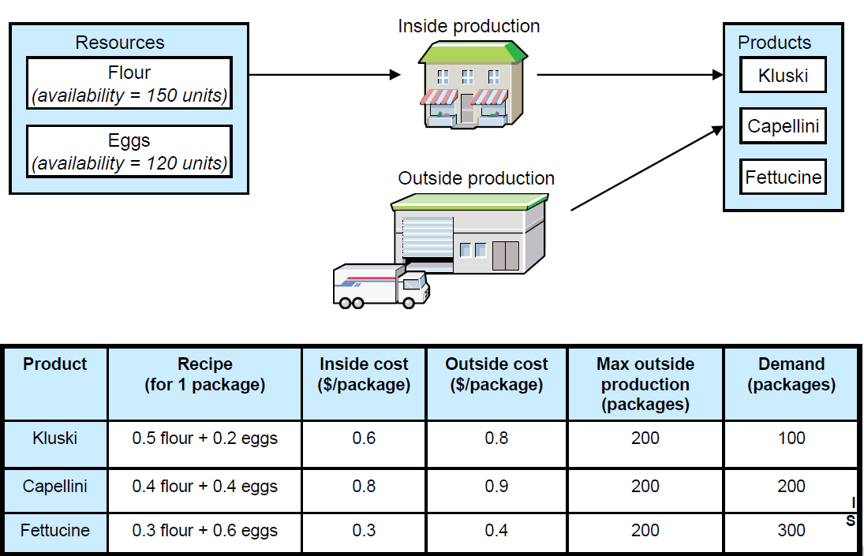 Inside production
Resources
Flour
(availability = 150 units)
Eggs
(availability = 120 units)
Products
Kluski
Capellini
Fettucine
Outside production
Product
Recipe
(for 1 package)
Inside cost
($/package)
Outside cost
($/package)
Max outside
production
(packages)
Demand
(packages)
Kluski
0.5 flour + 0.2 eggs
0.6
0.8
200
100
Capellini
0.4 flour + 0.4 eggs
0.8
0.9
200
200
Fettucine
0.3 flour + 0.6 eggs
0.3
0.4
200
300
I
S